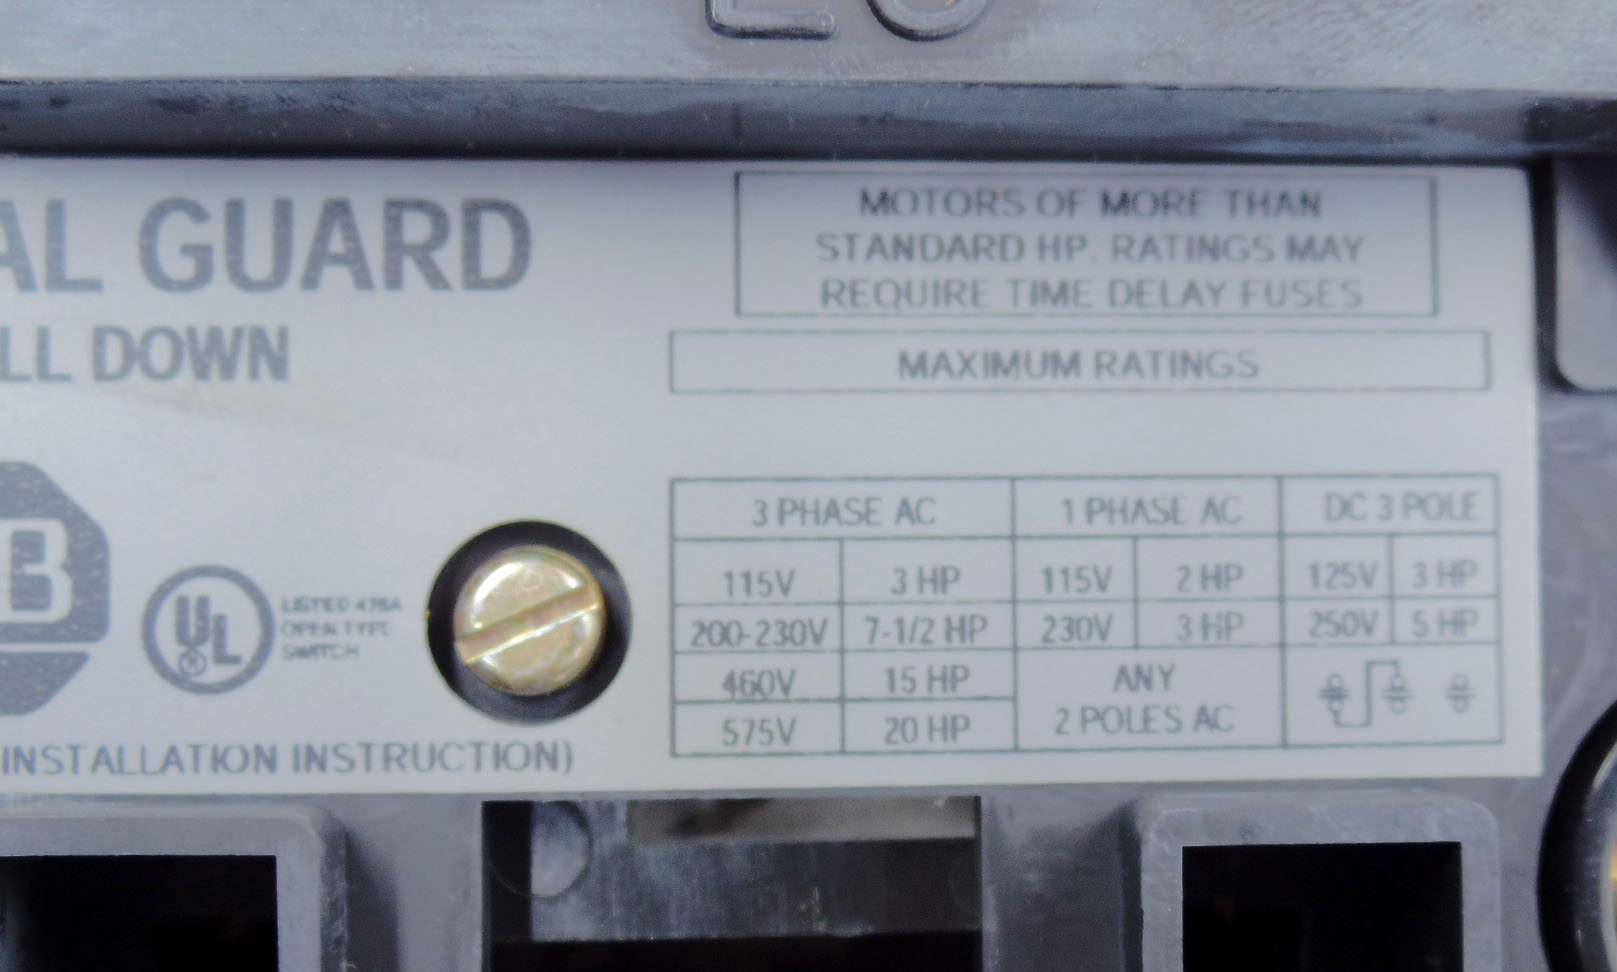 AL GUARD
LL DOWN
MOTORS OF MORE THAN
STANDARD HP. RATINGS MAY
REQUIRE TIME DELAY FUSES
MAXIMUM RATINGS
3 PHASE AC 1 PHASE AC DC 3 POLE
115V 3 HP 115V 2 HP 125V 3 HP
200-230V 7-1/2 HP 230V 3 HP 250V 5 HP
460V 15 HP ANY
575V 20 HP 2 POLES AC
B
UL
®
LISTED 476A
OPEN TYPE
SWITCH
INSTALLATION INSTRUCTION)